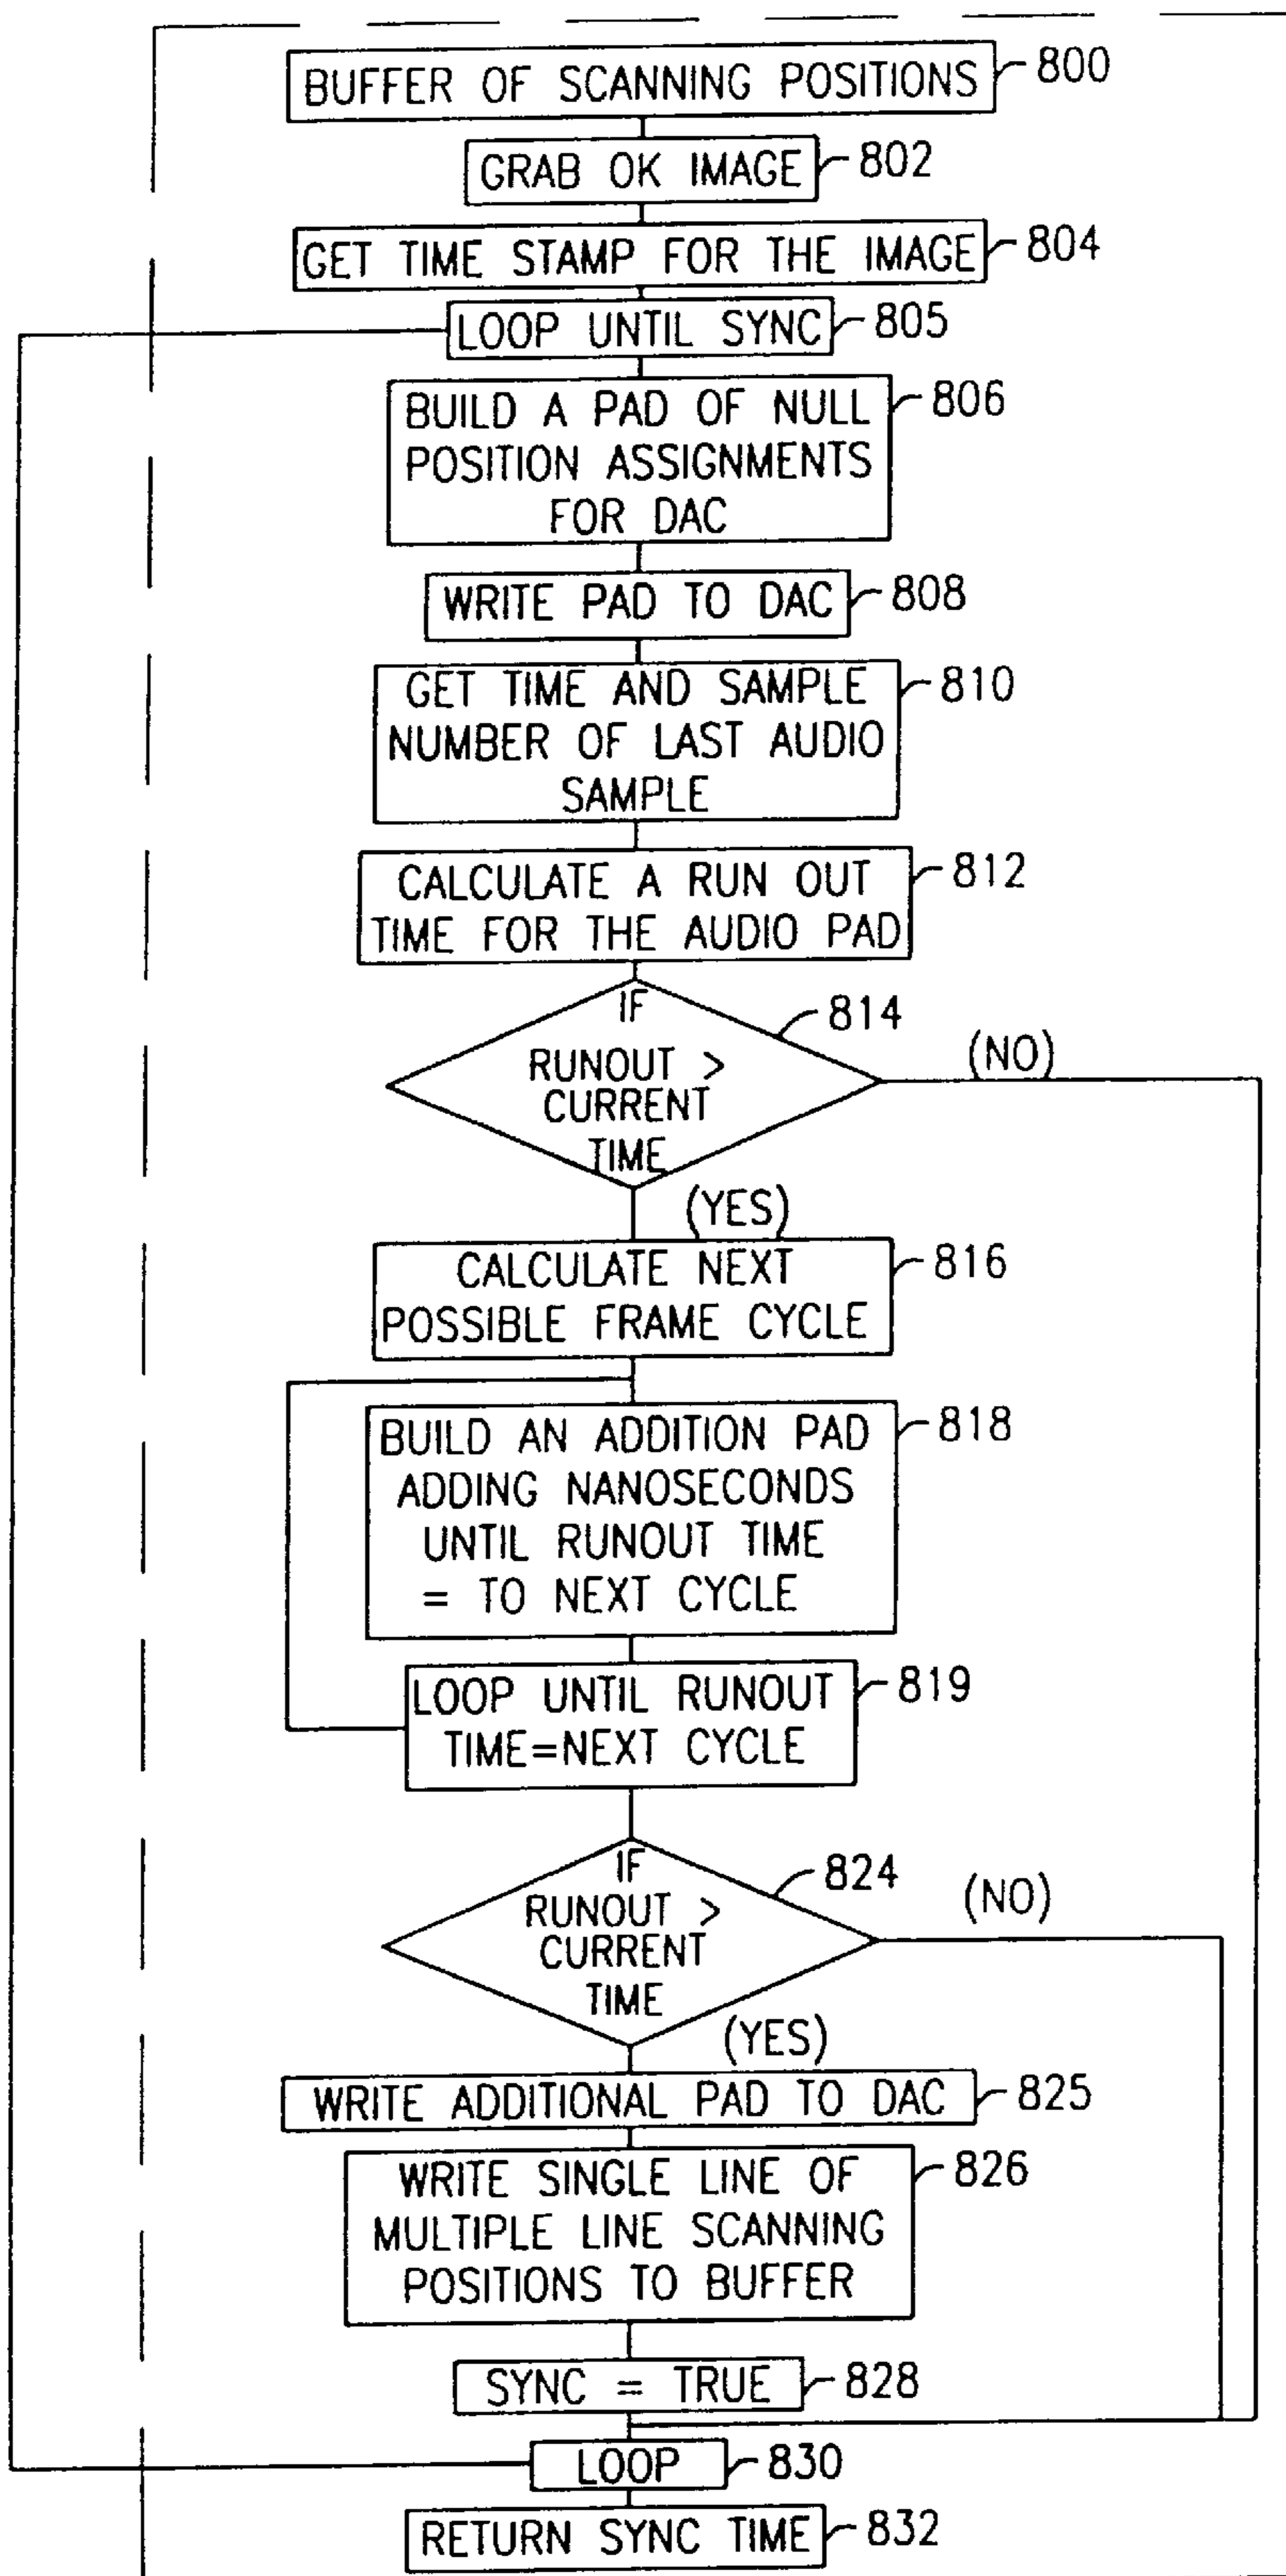 BUFFER OF SCANNING POSITIONS 800
GRAB OK IMAGE 802
GET TIME STAMP FOR THE IMAGE 804
LOOP UNTIL SYNC 805
BUILD A PAD OF NULL 806
POSITION ASSIGNMENTS
FOR DAC
WRITE PAD TO DAC 808
GET TIME AND SAMPLE 810
NUMBER OF LAST AUDIO
SAMPLE
CALCULATE A RUN OUT 812
TIME FOR THE AUDIO PAD
IF 814
RUNOUT > (NO)
CURRENT
TIME
(YES)
CALCULATE NEXT 816
POSSIBLE FRAME CYCLE
BUILD AN ADDITION PAD 818
ADDING NANOSECONDS
UNTIL RUNOUT TIME
= TO NEXT CYCLE
LOOP UNTIL RUNOUT 819
TIME=NEXT CYCLE
IF 824
RUNOUT > (NO)
CURRENT
TIME
(YES)
WRITE ADDITIONAL PAD TO DAC 825
WRITE SINGLE LINE OF 826
MULTIPLE LINE SCANNING
POSITIONS TO BUFFER
SYNC = TRUE 828
LOOP 830
RETURN SYNC TIME 832